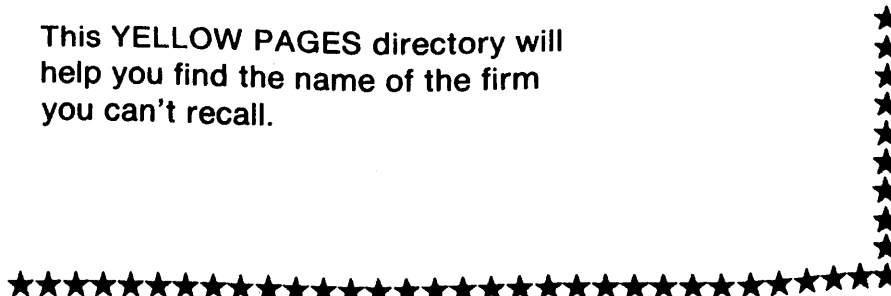 This YELLOW PAGES directory will
help you find the name of the firm
you can't recall.